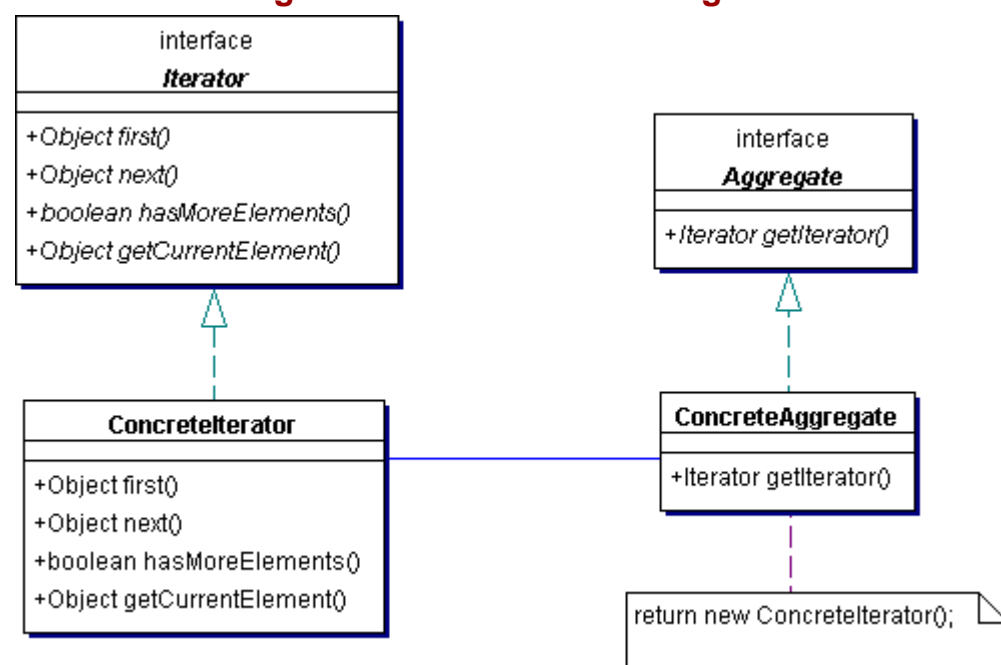 interface
Iterator
+Object first()
+Object next()
+boolean hasMoreElements()
+Object getCurrentElement()
interface
Aggregate
+Iterator getIterator()
ConcreteIterator
+Object first()
+Object next()
+boolean hasMoreElements()
+Object getCurrentElement()
ConcreteAggregate
+Iterator getIterator()
return new ConcreteIterator();